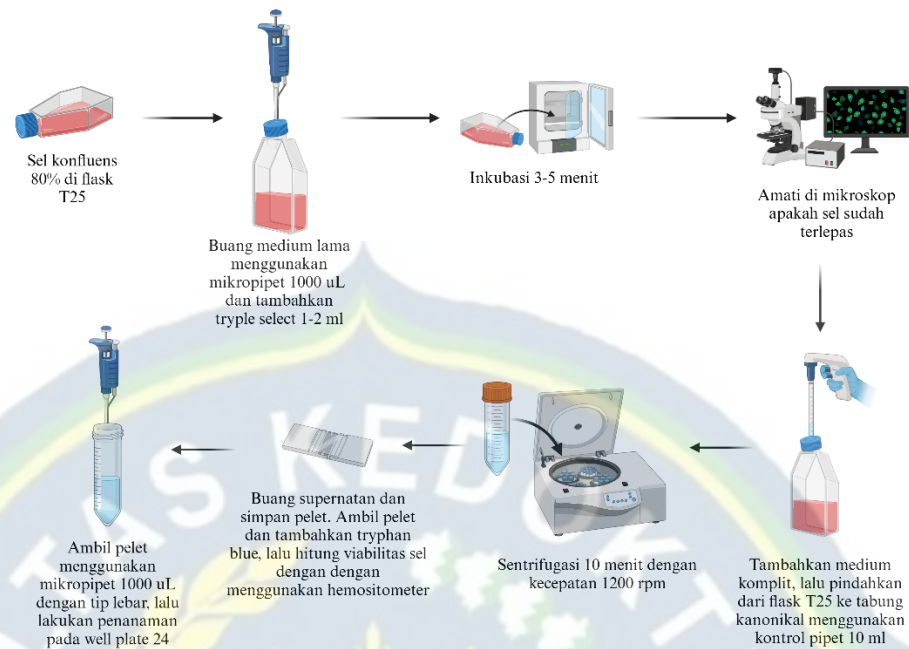 Sel konfluens
80% di flask
T25
Buang medium lama
menggunakan
mikropipet 1000 uL
dan tambahkan
tryple select 1-2 ml
Inkubasi 3-5 menit
Amati di mikroskop
apakah sel sudah
terlepas
Tambahkan medium
komplit, lalu pindahkan
dari flask T25 ke tabung
kanonikal menggunakan
kontrol pipet 10 ml
Sentrifugasi 10 menit dengan
kecepatan 1200 rpm
Buang supernatan dan
simpan pelet. Ambil pelet
dan tambahkan tryphan
blue, lalu hitung viabilitas sel
dengan dengan
menggunakan hemositometer
Ambil pelet
menggunakan
mikropipet 1000 uL
dengan tip lebar, lalu
lakukan penanaman
pada well plate 24
TAS KEDOKT